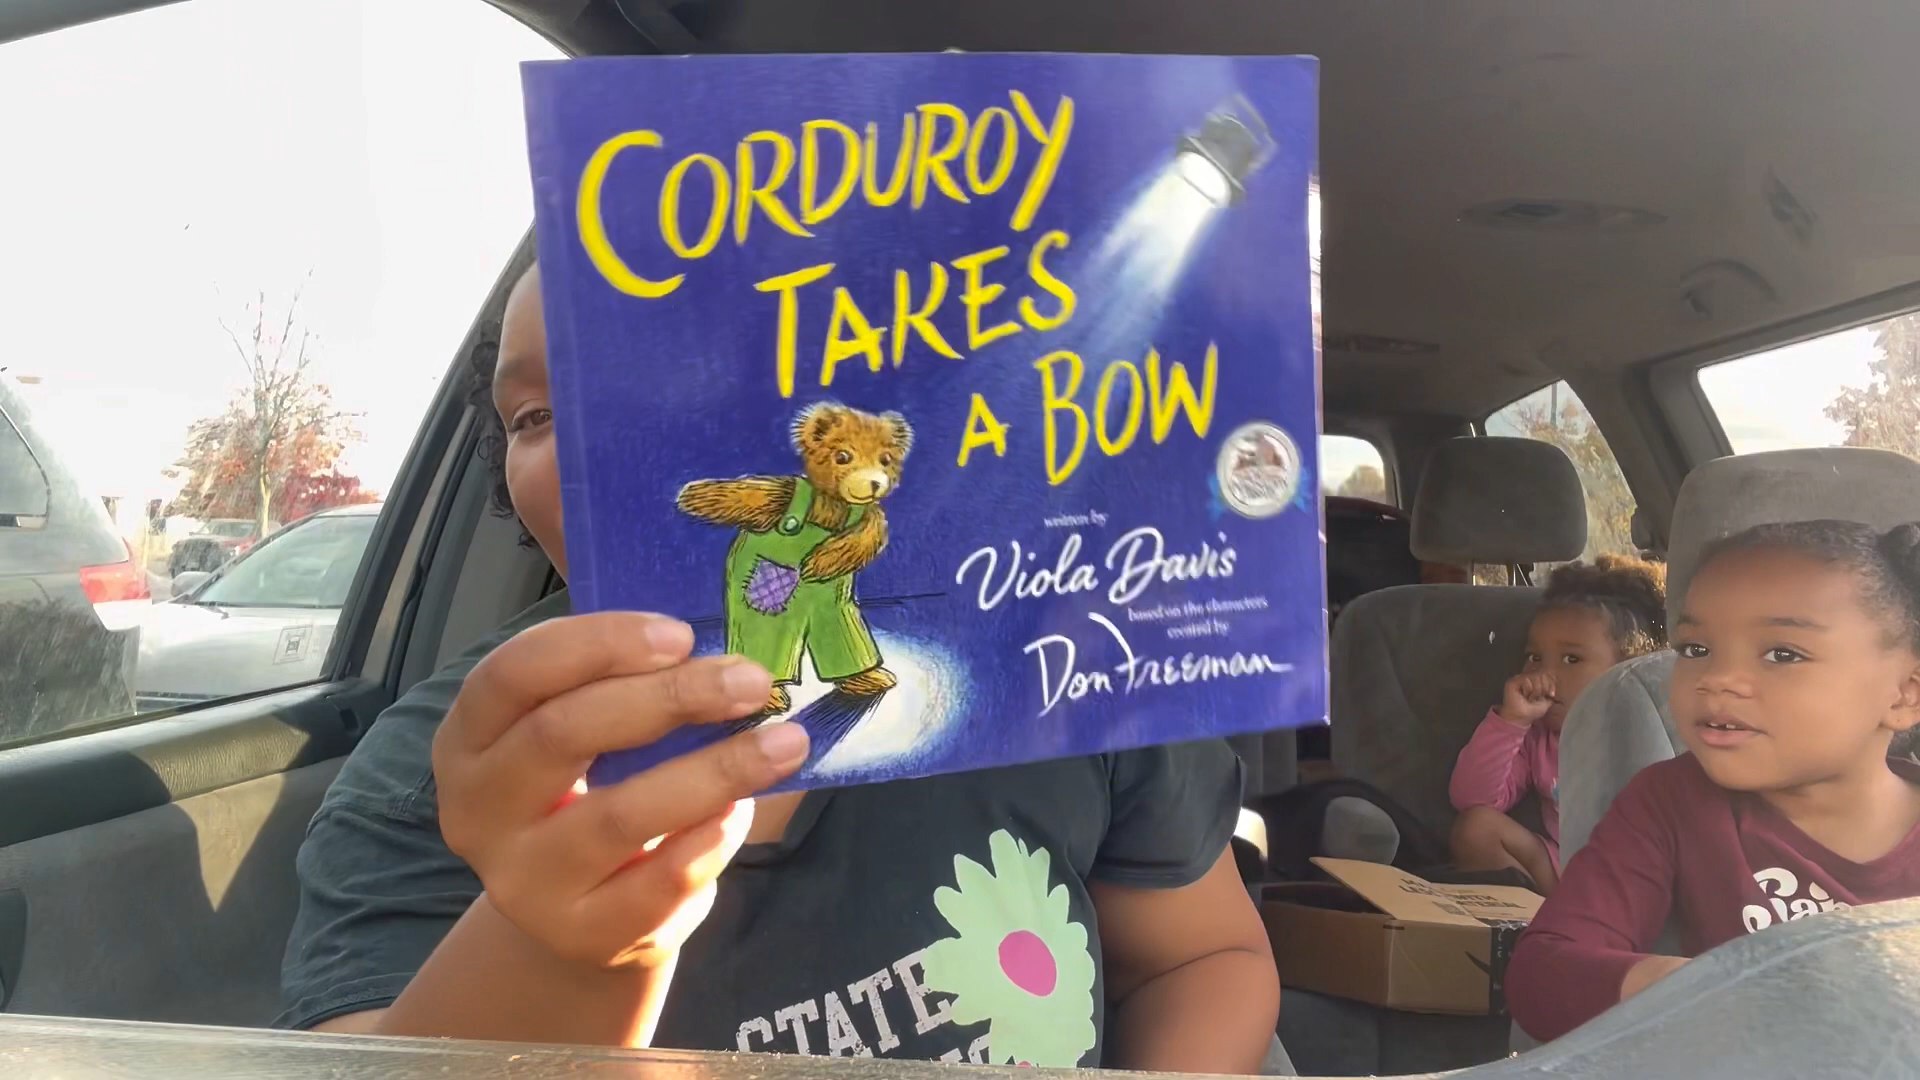 CORDUROY
TAKES
A BOW
written by
Viola Davis
based on the characters
created by
Don Freeman
STATE